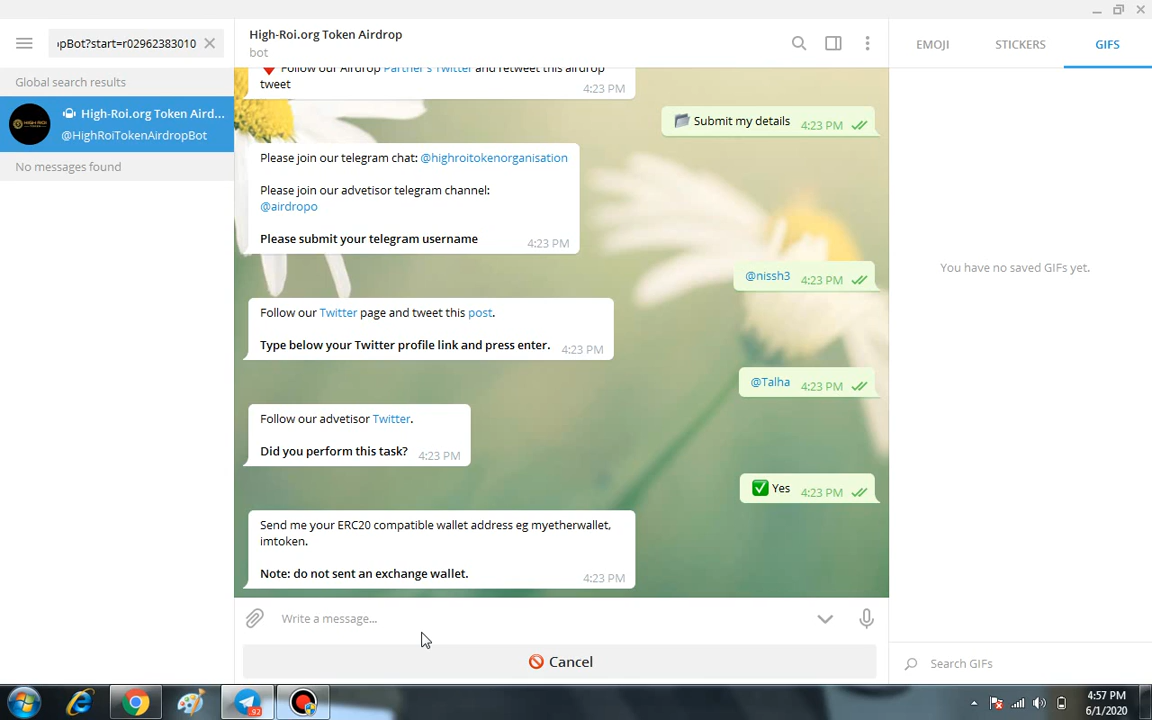 pBot?start=r02962383010
Global search results
High-Roi.org Token Aird...
@HighRoiTokenAirdropBot
No messages found
High-Roi.org Token Airdrop
bot
Follow our Airdrop Partner's Twitter and retweet this airdrop
tweet
4:23 PM
Submit my details 4:23 PM
Please join our telegram chat: @highroitokenorganisation
Please join our advetisor telegram channel:
@airdropo
Please submit your telegram username 4:23 PM
@nissh3 4:23 PM
Follow our Twitter page and tweet this post.
Type below your Twitter profile link and press enter. 4:23 PM
@Talha 4:23 PM
Follow our advetisor Twitter.
Did you perform this task? 4:23 PM
Yes 4:23 PM
Send me your ERC20 compatible wallet address eg myetherwallet,
imtoken.
Note: do not sent an exchange wallet. 4:23 PM
Write a message...
Cancel
EMOJI STICKERS GIFS
You have no saved GIFs yet.
Search GIFs
92
4:57 PM
6/1/2020